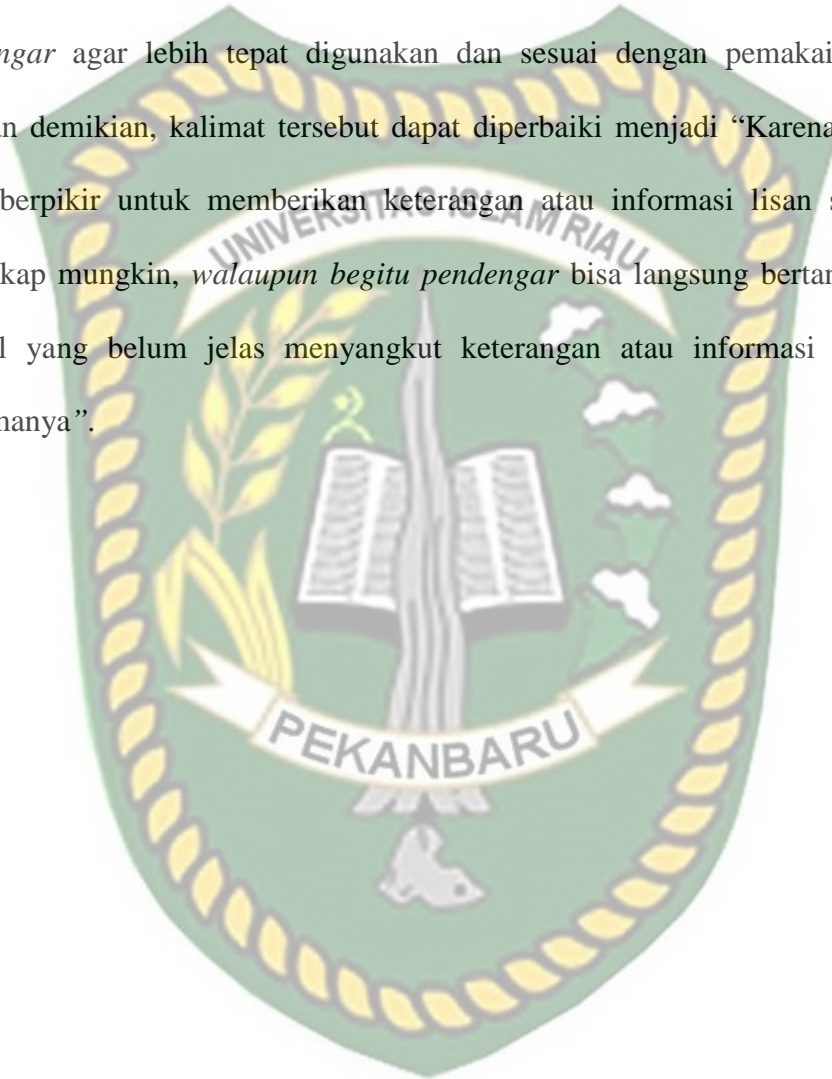 ngar agar lebih tepat digunakan dan sesuai dengan pemakai
n demikian, kalimat tersebut dapat diperbaiki menjadi “Karena
berpikir untuk memberikan keterangan atau informasi lisan s
kap mungkin, walaupun begitu pendengar bisa langsung bertan
l yang belum jelas menyangkut keterangan atau informasi
manya”.
UNIVERSITAS ISLAM RIAU
PEKANBARU